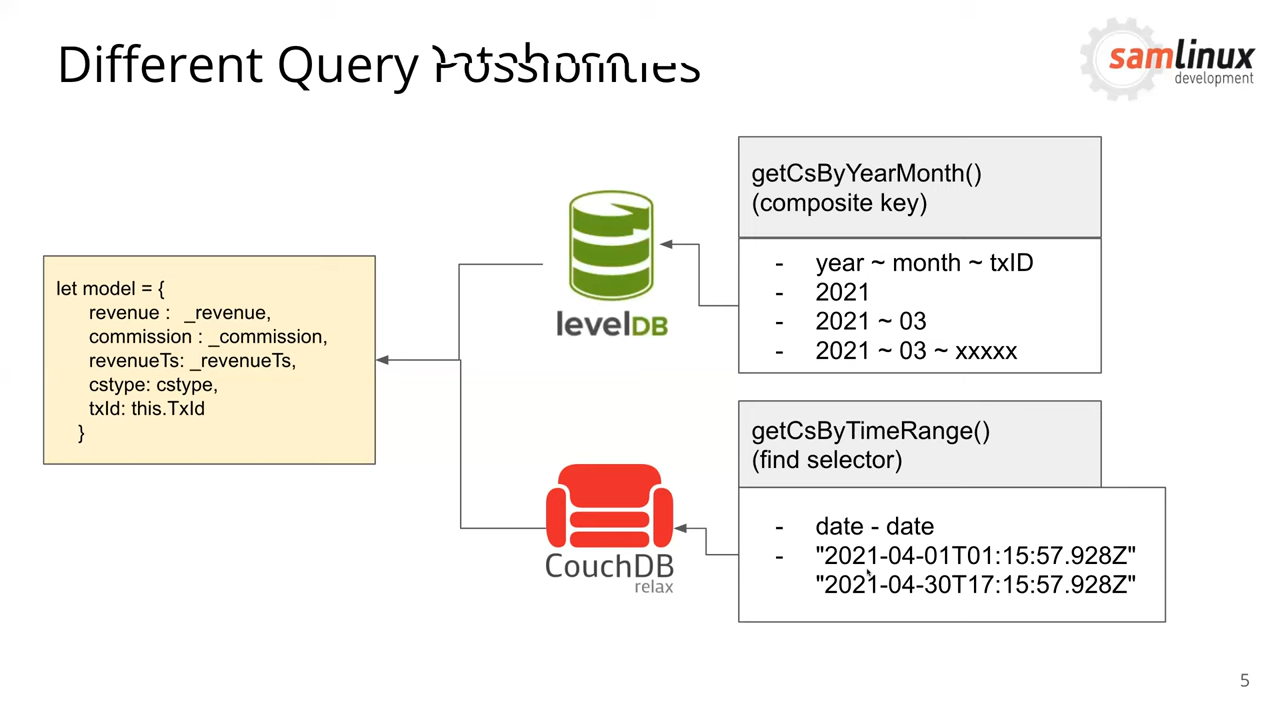 Different Query Possibilities
samlinux
development
let model = {
revenue : _revenue,
commission : _commission,
revenueTs: _revenueTs,
cstype: cstype,
txId: this.TxId
}
levelDB
getCsByYearMonth()
(composite key)
- year ~ month ~ txID
- 2021
- 2021 ~ 03
- 2021 ~ 03 ~ xxxxx
CouchDB
relax
getCsByTimeRange()
(find selector)
- date - date
- "2021-04-01T01:15:57.928Z"
"2021-04-30T17:15:57.928Z"
5